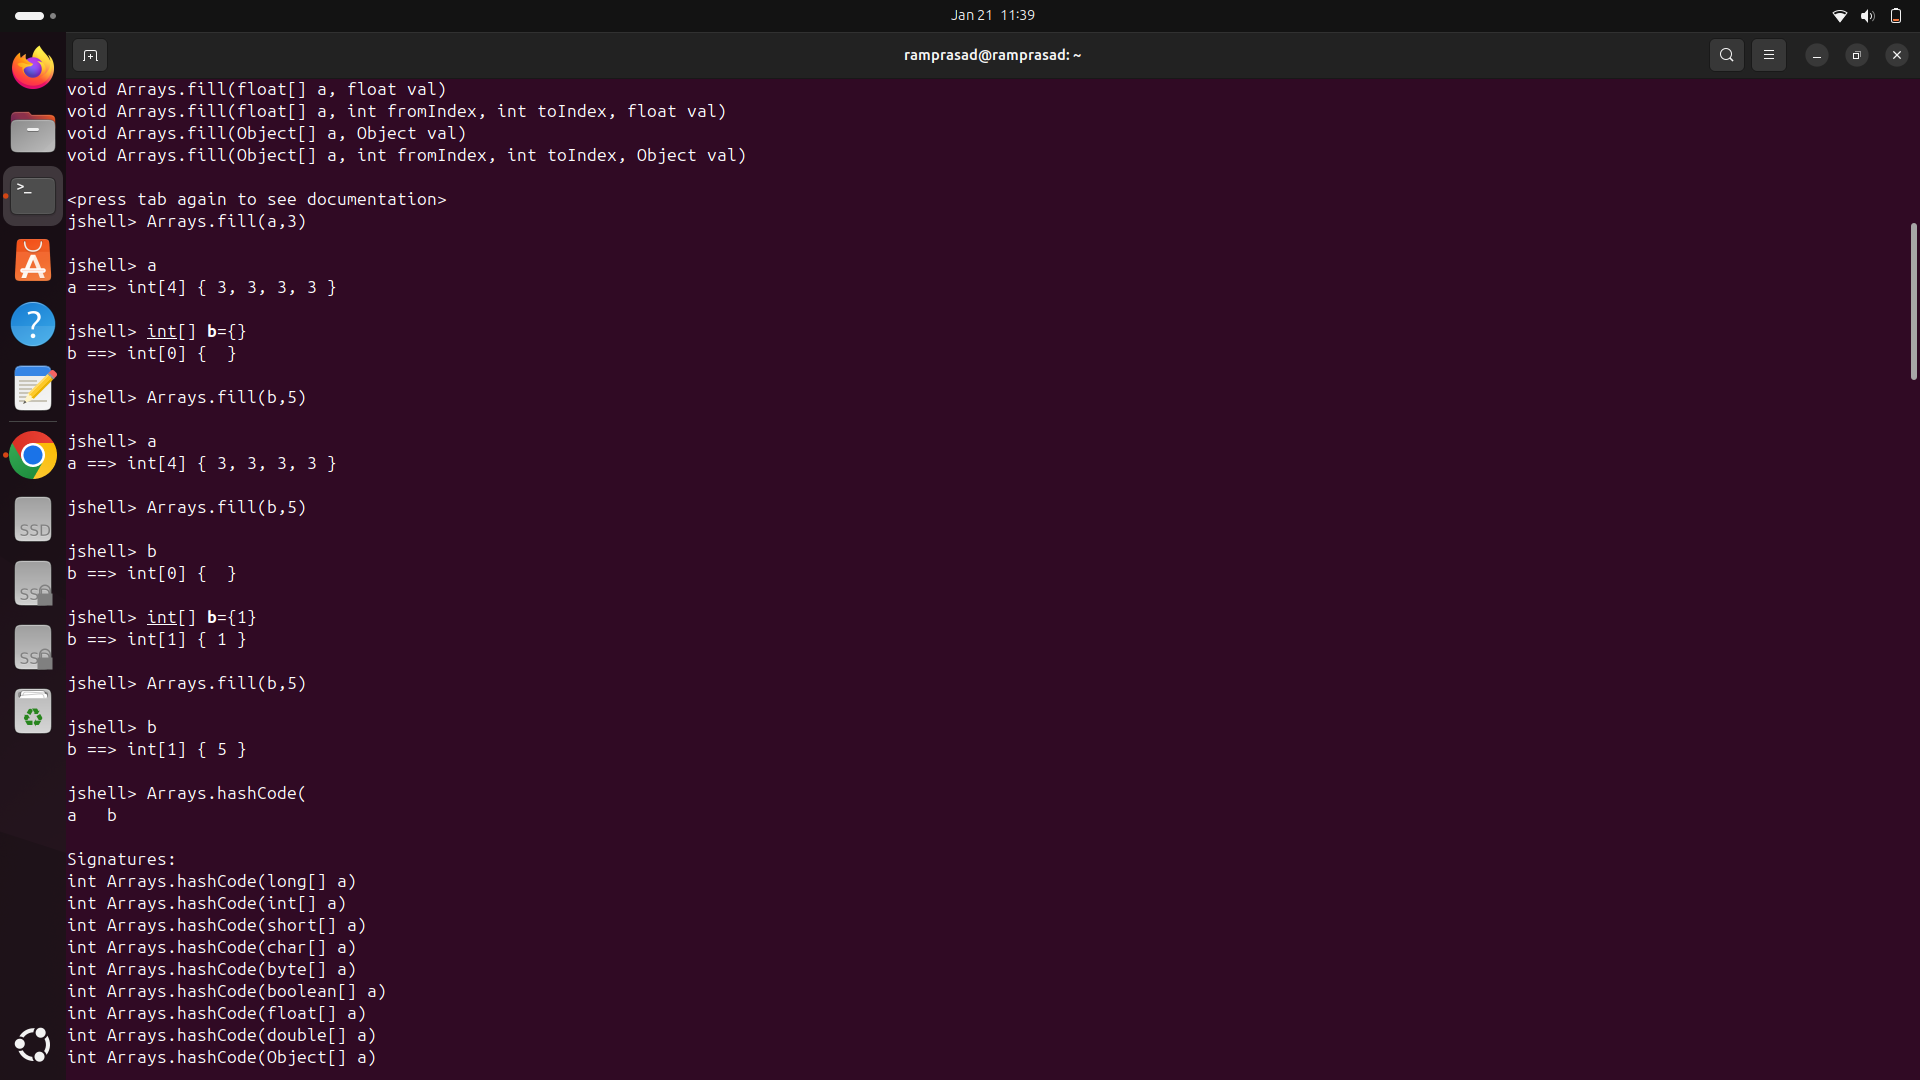 Jan 21 11:39
ramprasad@ramprasad: ~
void Arrays.fill(float[] a, float val)
void Arrays.fill(float[] a, int fromIndex, int toIndex, float val)
void Arrays.fill(Object[] a, Object val)
void Arrays.fill(Object[] a, int fromIndex, int toIndex, Object val)
<press tab again to see documentation>
jshell> Arrays.fill(a,3)
jshell> a
a ==> int[4] { 3, 3, 3, 3 }
jshell> int[] b={}
b ==> int[0] {  }
jshell> Arrays.fill(b,5)
jshell> a
a ==> int[4] { 3, 3, 3, 3 }
jshell> Arrays.fill(b,5)
jshell> b
b ==> int[0] {  }
jshell> int[] b={1}
b ==> int[1] { 1 }
jshell> Arrays.fill(b,5)
jshell> b
b ==> int[1] { 5 }
jshell> Arrays.hashCode(
a   b
Signatures:
int Arrays.hashCode(long[] a)
int Arrays.hashCode(int[] a)
int Arrays.hashCode(short[] a)
int Arrays.hashCode(char[] a)
int Arrays.hashCode(byte[] a)
int Arrays.hashCode(boolean[] a)
int Arrays.hashCode(float[] a)
int Arrays.hashCode(double[] a)
int Arrays.hashCode(Object[] a)
>_
A
?
SSD
SSD
SSD